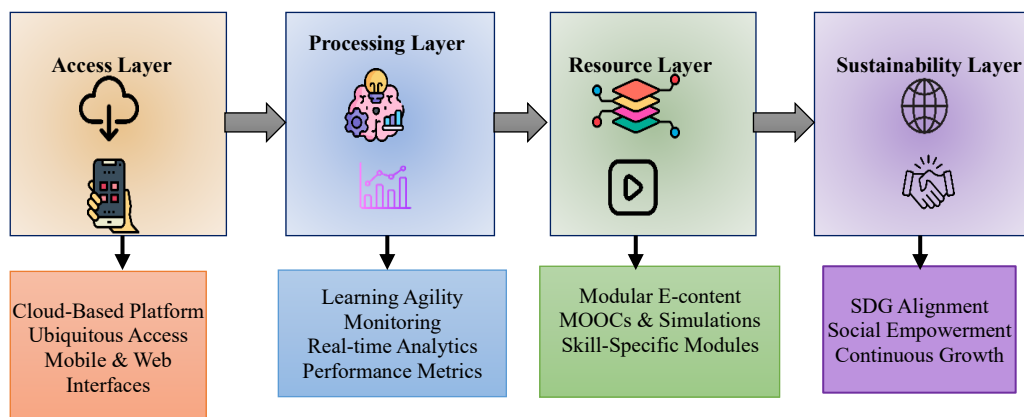 Access Layer
Processing Layer
Resource Layer
Sustainability Layer
Cloud-Based Platform
Ubiquitous Access
Mobile & Web
Interfaces
Learning Agility
Monitoring
Real-time Analytics
Performance Metrics
Modular E-content
MOOCs & Simulations
Skill-Specific Modules
SDG Alignment
Social Empowerment
Continuous Growth